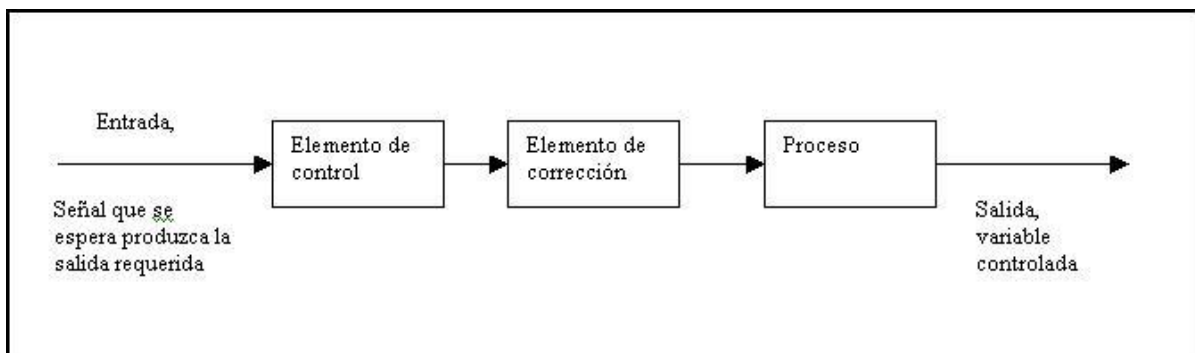 Entrada,
Elemento de
control
Elemento de
corrección
Proceso
Señal que se
espera produzca la
salida requerida
Salida,
variable
controlada